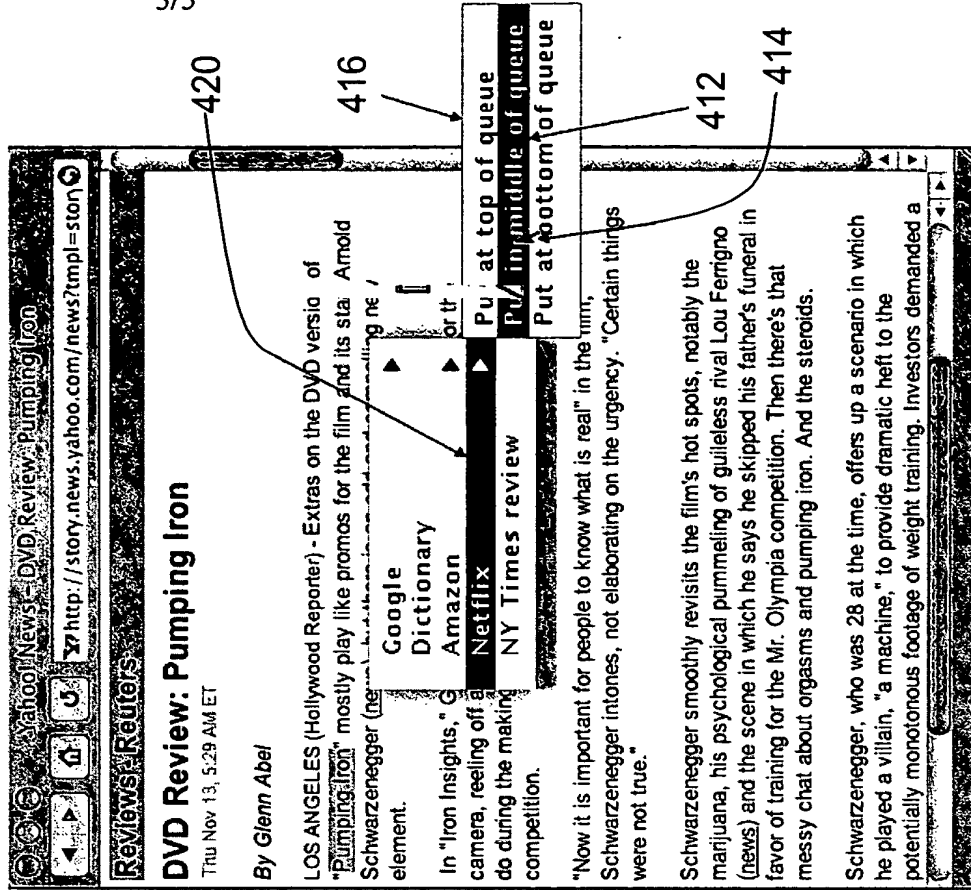 Yahoo! News - DVD Review: Pumping Iron
http://story.news.yahoo.com/news?tmpl=story
Reviews - Reuters
DVD Review: Pumping Iron
Thu Nov 13, 5:29 AM ET
By Glenn Abel
LOS ANGELES (Hollywood Reporter) - Extras on the DVD versio of
"Pumping Iron" mostly play like promos for the film and its sta Arnold
Schwarzenegger
element.
In "Iron Insights,"
camera, reeling off
do during the making
competition.
Google
Dictionary
Amazon
Netflix
NY Times review
Put at top of queue
Put in middle of queue
Put at bottom of queue
420
416
412
414
"Now it is important for people to know what is real" in the film,
Schwarzenegger intones, not elaborating on the urgency. "Certain things
were not true."
Schwarzenegger smoothly revisits the film's hot spots, notably the
marijuana, his psychological pummeling of guileless rival Lou Ferrigno
(news) and the scene in which he says he skipped his father's funeral in
favor of training for the Mr. Olympia competition. Then there's that
messy chat about orgasms and pumping iron. And the steroids.
Schwarzenegger, who was 28 at the time, offers up a scenario in which
he played a villain, "a machine," to provide dramatic heft to the
potentially monotonous footage of weight training. Investors demanded a